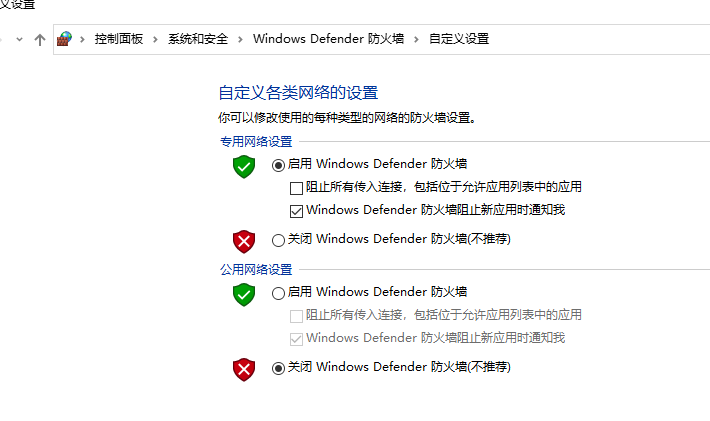 义设置
控制面板 > 系统和安全 > Windows Defender 防火墙 > 自定义设置
自定义各类网络的设置
你可以修改使用的每种类型的网络的防火墙设置。
专用网络设置
启用 Windows Defender 防火墙
阻止所有传入连接，包括位于允许应用列表中的应用
Windows Defender 防火墙阻止新应用时通知我
关闭 Windows Defender 防火墙(不推荐)
公用网络设置
启用 Windows Defender 防火墙
阻止所有传入连接，包括位于允许应用列表中的应用
Windows Defender 防火墙阻止新应用时通知我
关闭 Windows Defender 防火墙(不推荐)